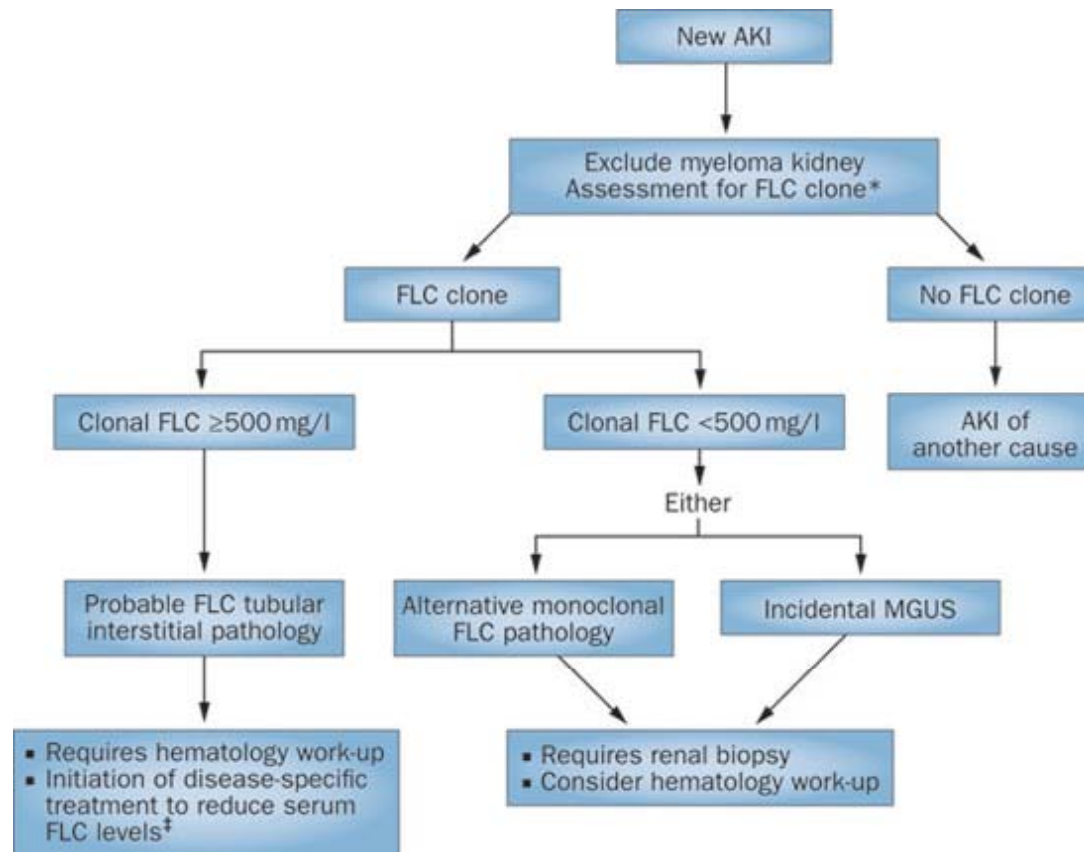 New AKI
Exclude myeloma kidney
Assessment for FLC clone*
FLC clone
No FLC clone
Clonal FLC ≥500 mg/l
Clonal FLC <500 mg/l
AKI of
another cause
Either
Probable FLC tubular
interstitial pathology
Alternative monoclonal
FLC pathology
Incidental MGUS
▪ Requires hematology work-up
▪ Initiation of disease-specific
treatment to reduce serum
FLC levels‡
▪ Requires renal biopsy
▪ Consider hematology work-up